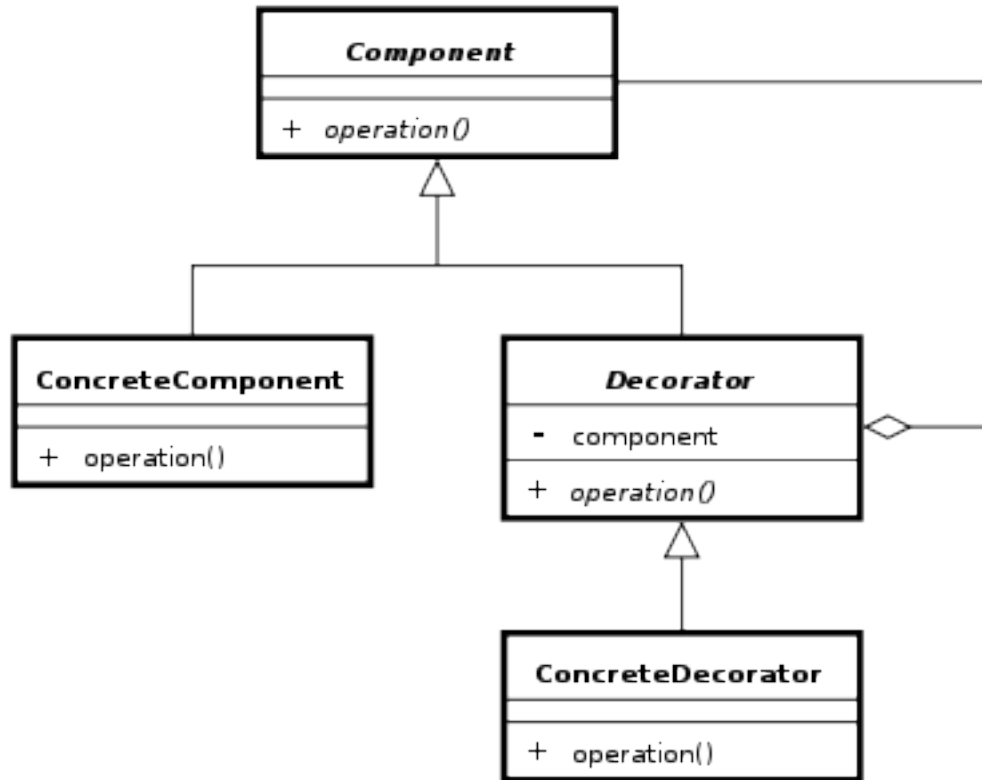 Component
+ operation()
ConcreteComponent
+ operation()
Decorator
- component
+ operation()
ConcreteDecorator
+ operation()